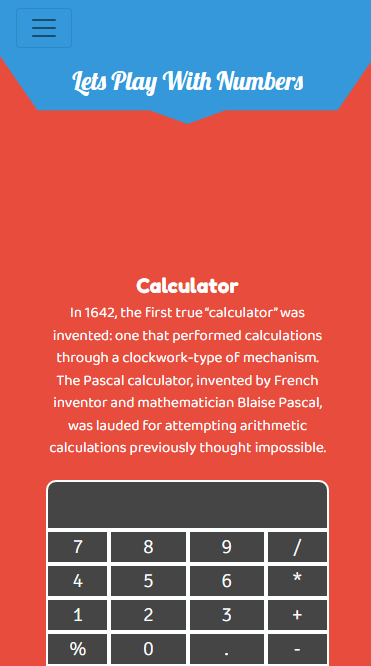 Lets Play With Numbers
Calculator
In 1642, the first true “calculator” was
invented: one that performed calculations
through a clockwork-type of mechanism.
The Pascal calculator, invented by French
inventor and mathematician Blaise Pascal,
was lauded for attempting arithmetic
calculations previously thought impossible.
7 8 9 /
4 5 6 *
1 2 3 +
% 0 . -